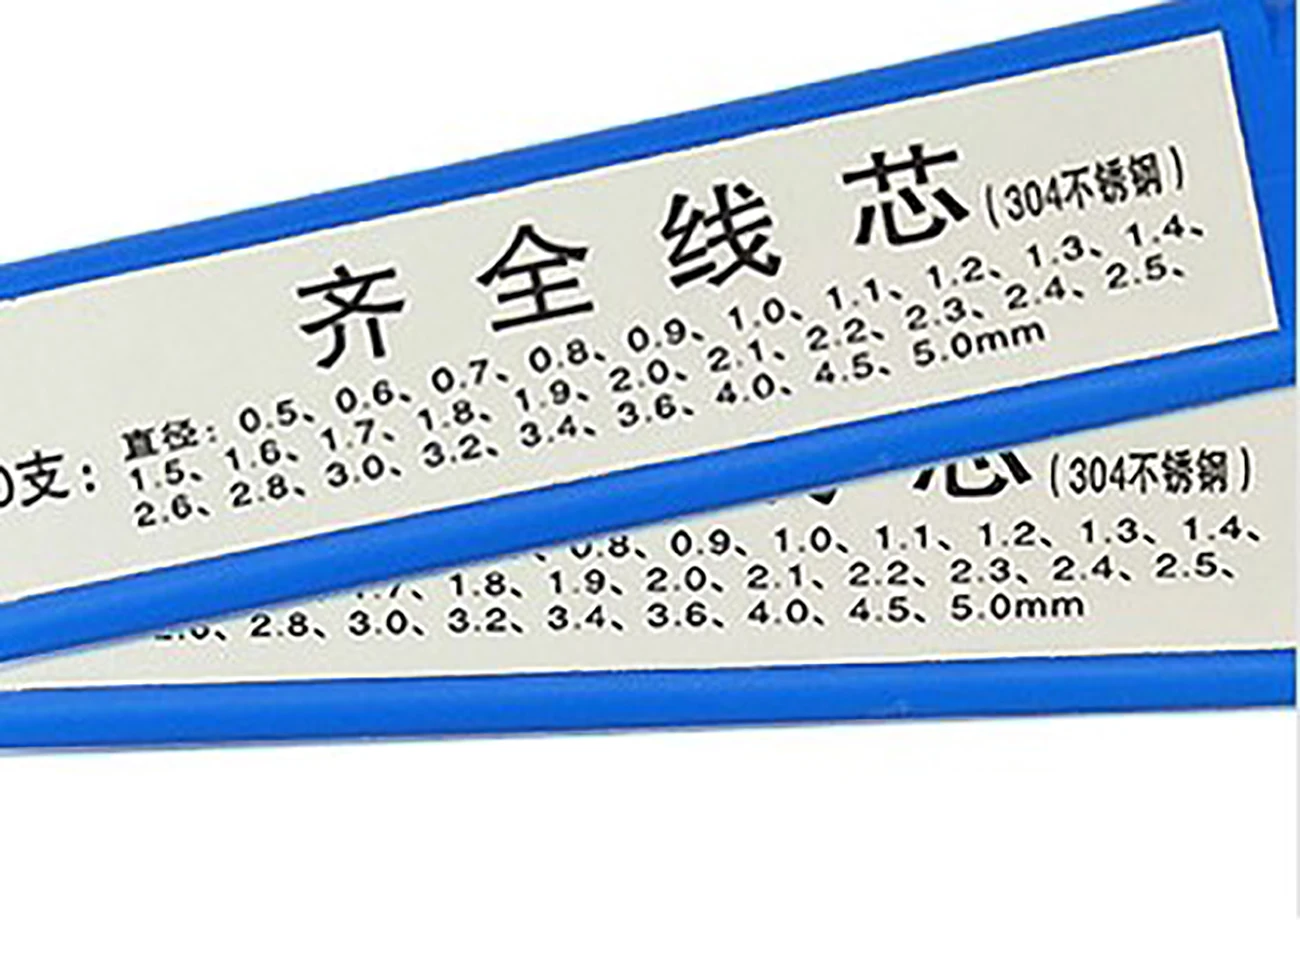 齐全线芯(304不锈钢)
直径: 0.5、0.6、0.7、0.8、0.9、1.0、1.1、1.2、1.3、1.4、
0支: 1.5、1.6、1.7、1.8、1.9、2.0、2.1、2.2、2.3、2.4、2.5、
2.6、2.8、3.0、3.2、3.4、3.6、4.0、4.5、5.0mm
芯(304不锈钢)
、0.8、0.9、1.0、1.1、1.2、1.3、1.4、
1.7、1.8、1.9、2.0、2.1、2.2、2.3、2.4、2.5、
2.6、2.8、3.0、3.2、3.4、3.6、4.0、4.5、5.0mm